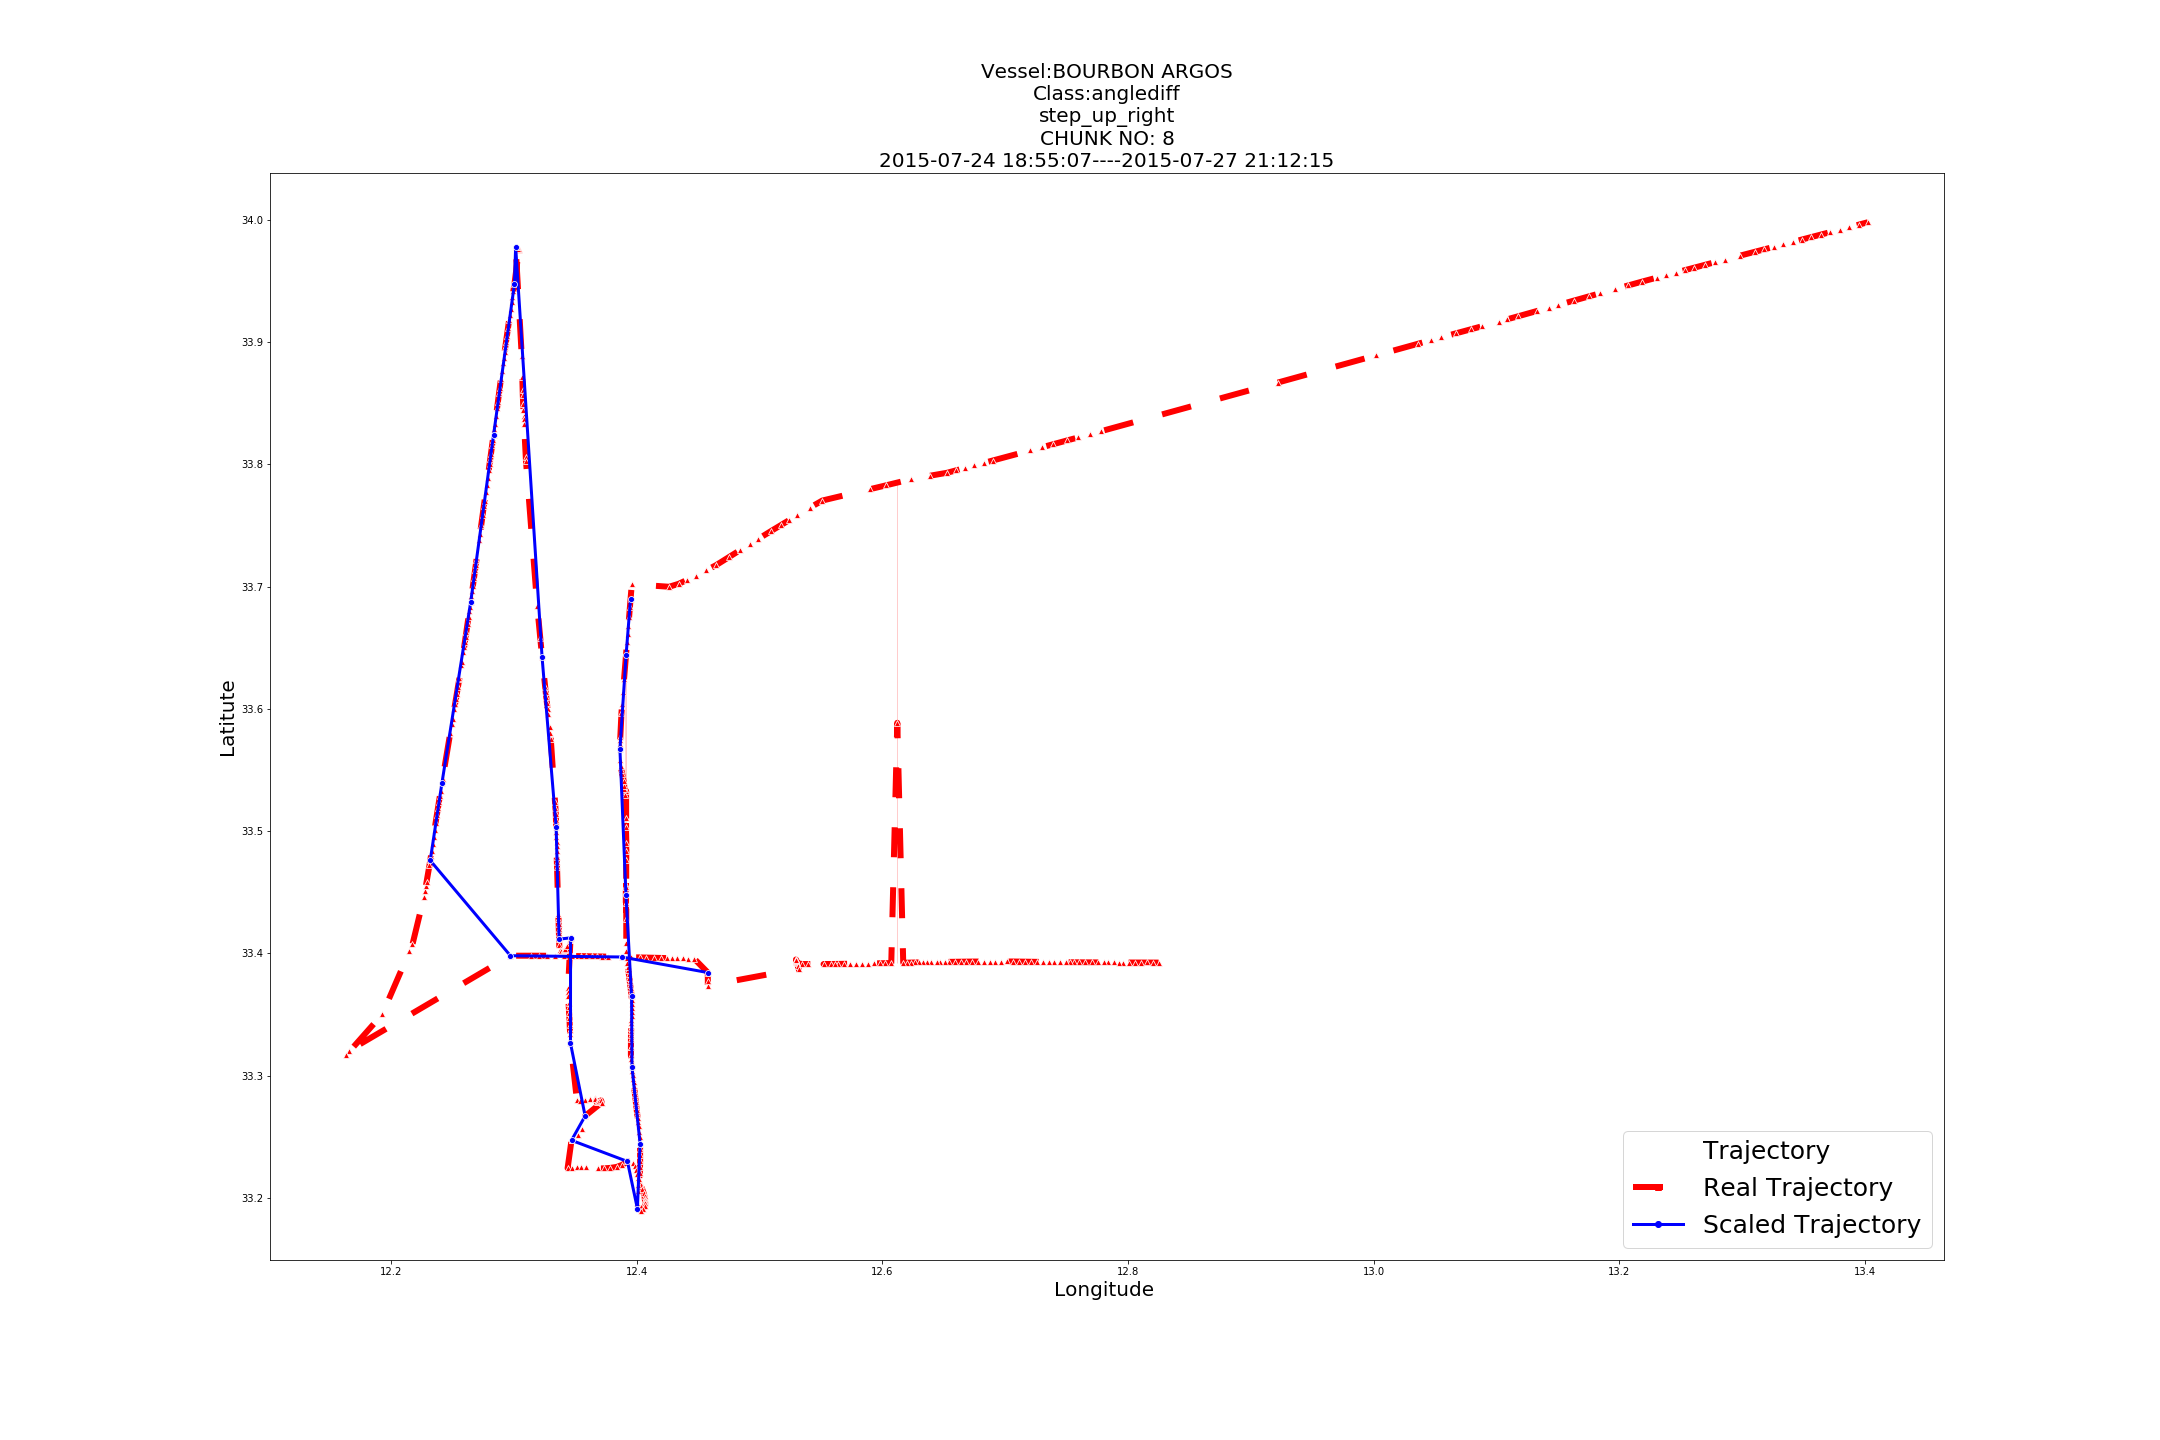 Vessel:BOURBON ARGOS
Class:anglediff
step_up_right
CHUNK NO: 8
2015-07-24 18:55:07----2015-07-27 21:12:15
34.0
33.9
33.8
33.7
33.6
33.5
33.4
33.3
33.2
Latitute
12.2
12.4
12.6
12.8
13.0
13.2
13.4
Longitude
Trajectory
Real Trajectory
Scaled Trajectory